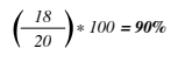 (18/20) * 100 = 90%